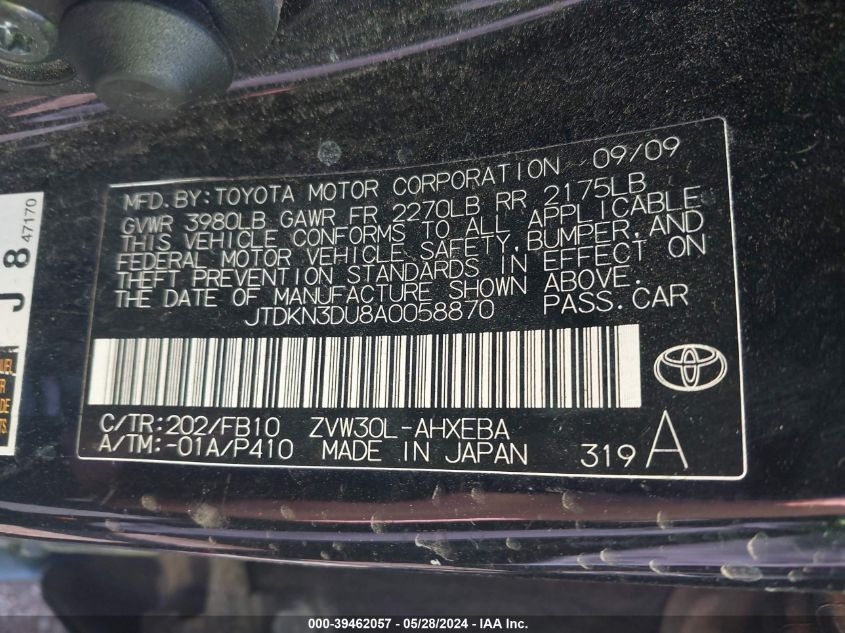 MFD. BY: TOYOTA MOTOR CORPORATION 09/09
GVWR 3980LB GAWR FR 2270LB RR 2175LB
THIS VEHICLE CONFORMS TO ALL APPLICABLE
FEDERAL MOTOR VEHICLE SAFETY, BUMPER, AND
THEFT PREVENTION STANDARDS IN EFFECT ON
THE DATE OF MANUFACTURE SHOWN ABOVE.
JTDKN3DU8A0058870 PASS.CAR
C/TR:202/FB10 ZVW30L-AHXEBA
A/TM:-01A/P410 MADE IN JAPAN 319 A
J 8 47170
000-39462057 - 05/28/2024 - IAA Inc.